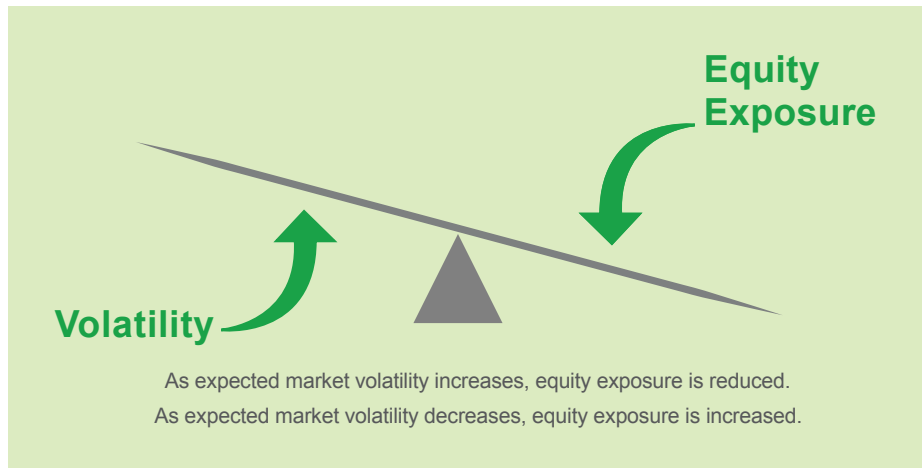 Equity
Exposure
Volatility
As expected market volatility increases, equity exposure is reduced.
As expected market volatility decreases, equity exposure is increased.